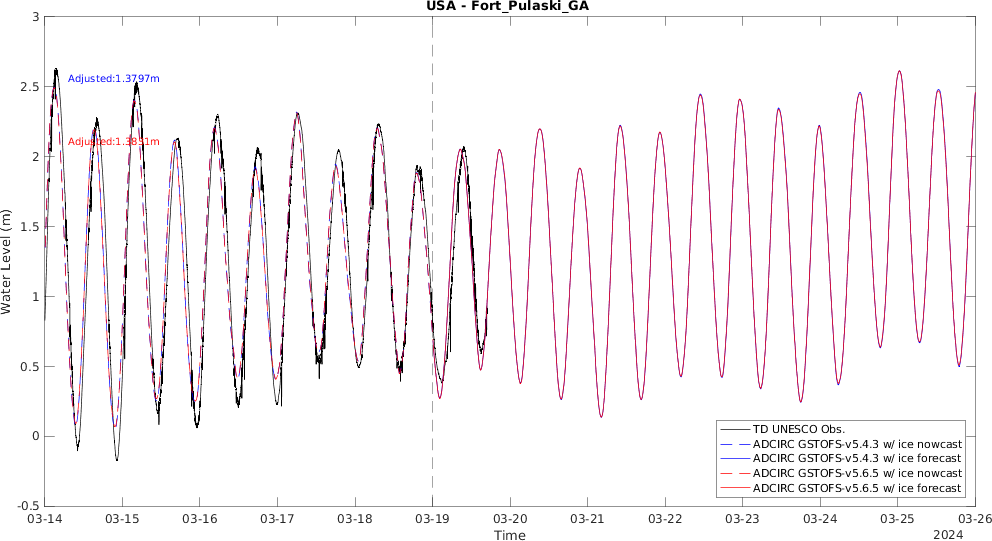 USA - Fort_Pulaski_GA
3
2.5
2
1.5
1
0.5
0
-0.5
Water Level (m)
Adjusted:1.3797m
03-14
03-15
03-16
03-17
03-18
03-19
03-20
03-21
03-22
03-23
03-24
03-25
03-26
Time
2024
TD UNESCO Obs.
ADCIRC GSTOFS-v5.4.3 w/ ice nowcast
ADCIRC GSTOFS-v5.4.3 w/ ice forecast
ADCIRC GSTOFS-v5.6.5 w/ ice nowcast
ADCIRC GSTOFS-v5.6.5 w/ ice forecast